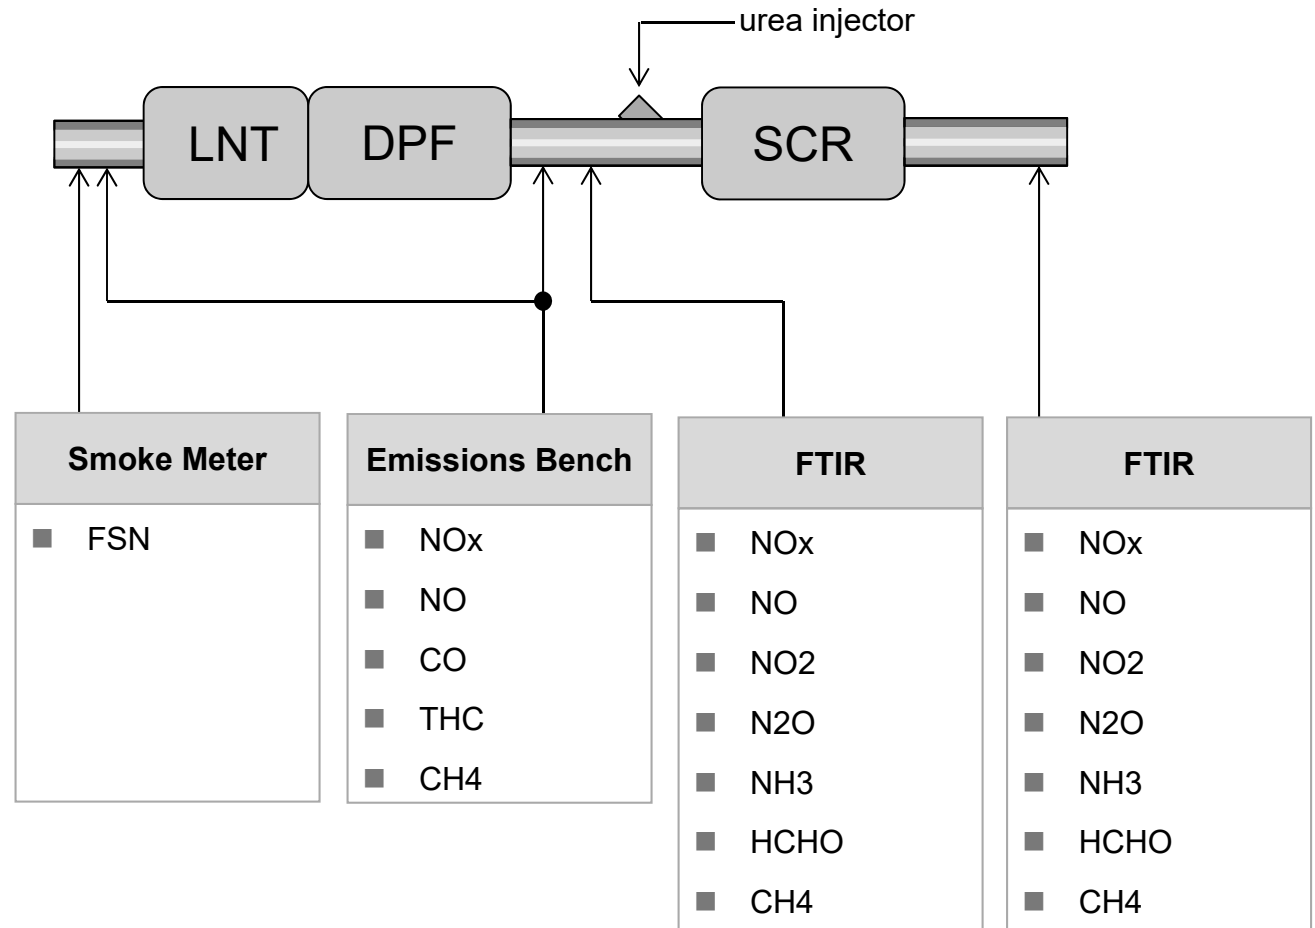 urea injector
LNT
DPF
SCR
Smoke Meter
FSN
Emissions Bench
NOx
NO
CO
THC
CH4
FTIR
NOx
NO
NO2
N2O
NH3
HCHO
CH4
FTIR
NOx
NO
NO2
N2O
NH3
HCHO
CH4